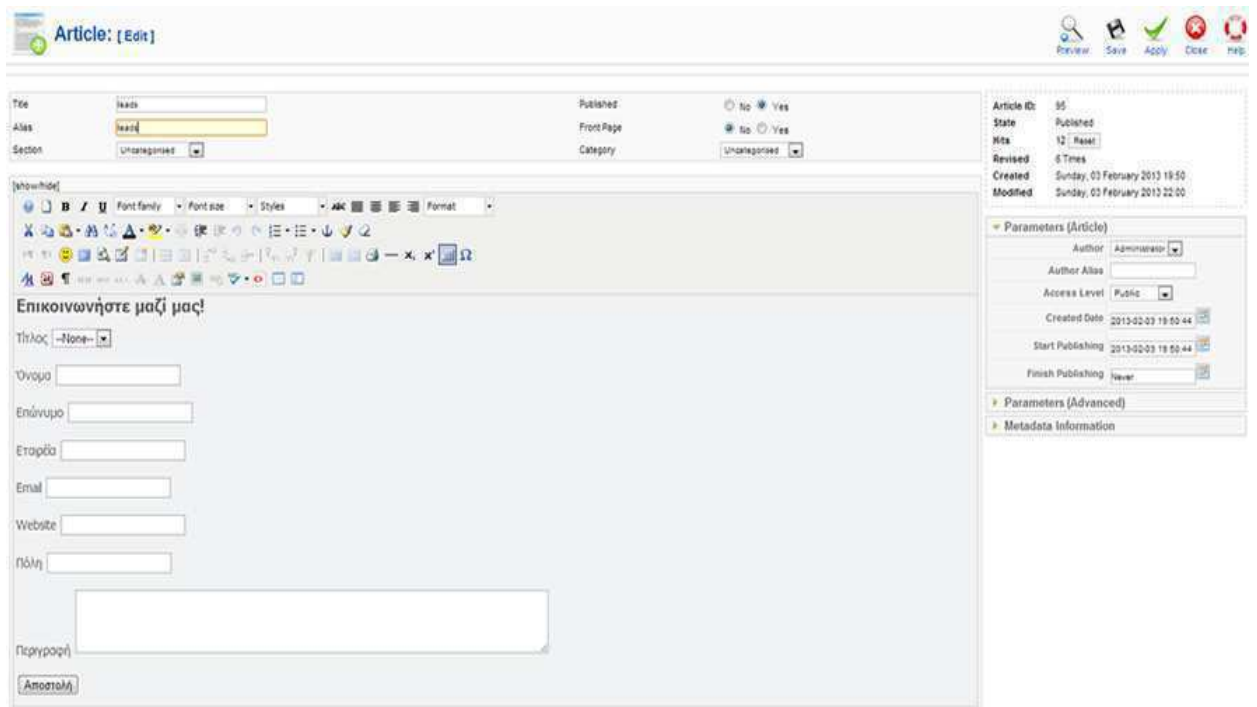 Article: [ Edit ]
Preview Save Apply Close Help
Title leads Published No Yes
Alias leads Front Page No Yes
Section Uncategorised Category Uncategorised
[show/hide]
B I U Font family Font size Styles ABC Format
Επικοινωνήστε μαζί μας!
Τίτλος --None--
Όνομα
Επώνυμο
Εταιρεία
Email
Website
Πόλη
Περιγραφή
Αποστολή
Article ID: 95
State Published
Hits 12 Reset
Revised 6 Times
Created Sunday, 03 February 2013 19:50
Modified Sunday, 03 February 2013 22:00
Parameters (Article)
Author Administrator
Author Alias
Access Level Public
Created Date 2013-02-03 19:50:44
Start Publishing 2013-02-03 19:50:44
Finish Publishing Never
Parameters (Advanced)
Metadata Information